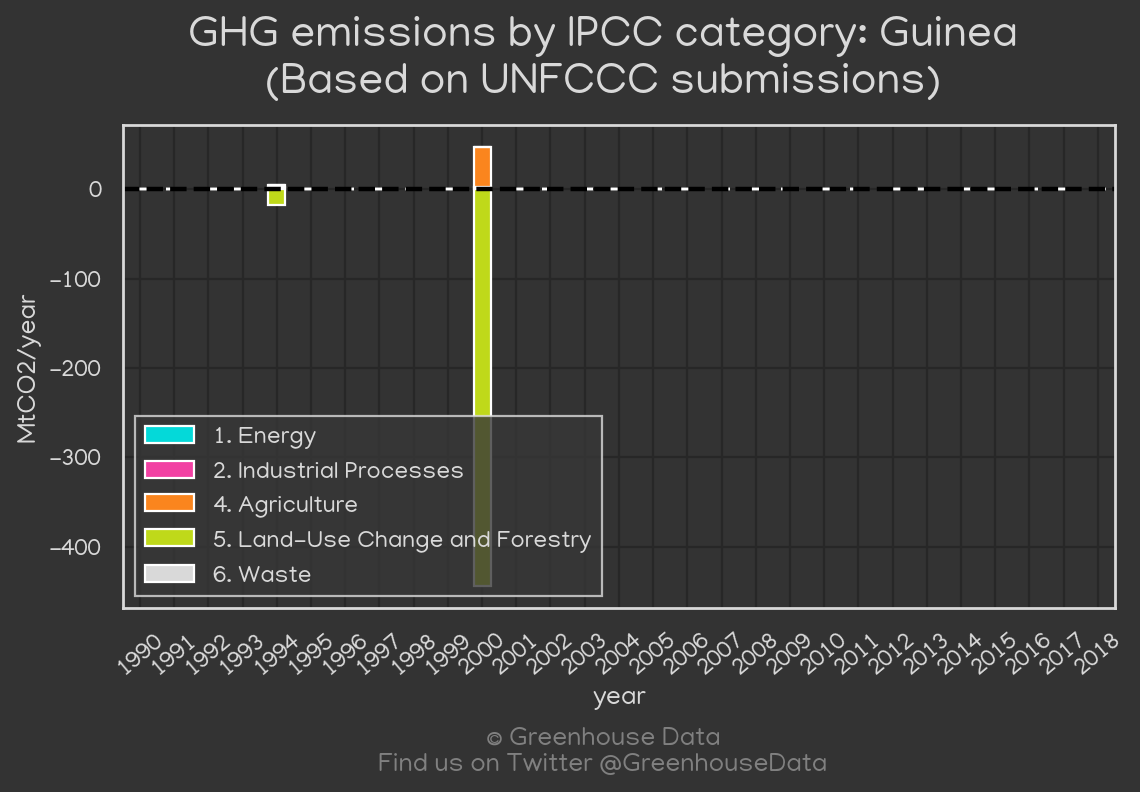 GHG emissions by IPCC category: Guinea
(Based on UNFCCC submissions)
MtCO2/year
0
-100
-200
-300
-400
1. Energy
2. Industrial Processes
4. Agriculture
5. Land-Use Change and Forestry
6. Waste
1990 1991 1992 1993 1994 1995 1996 1997 1998 1999 2000 2001 2002 2003 2004 2005 2006 2007 2008 2009 2010 2011 2012 2013 2014 2015 2016 2017 2018
year
© Greenhouse Data
Find us on Twitter @GreenhouseData